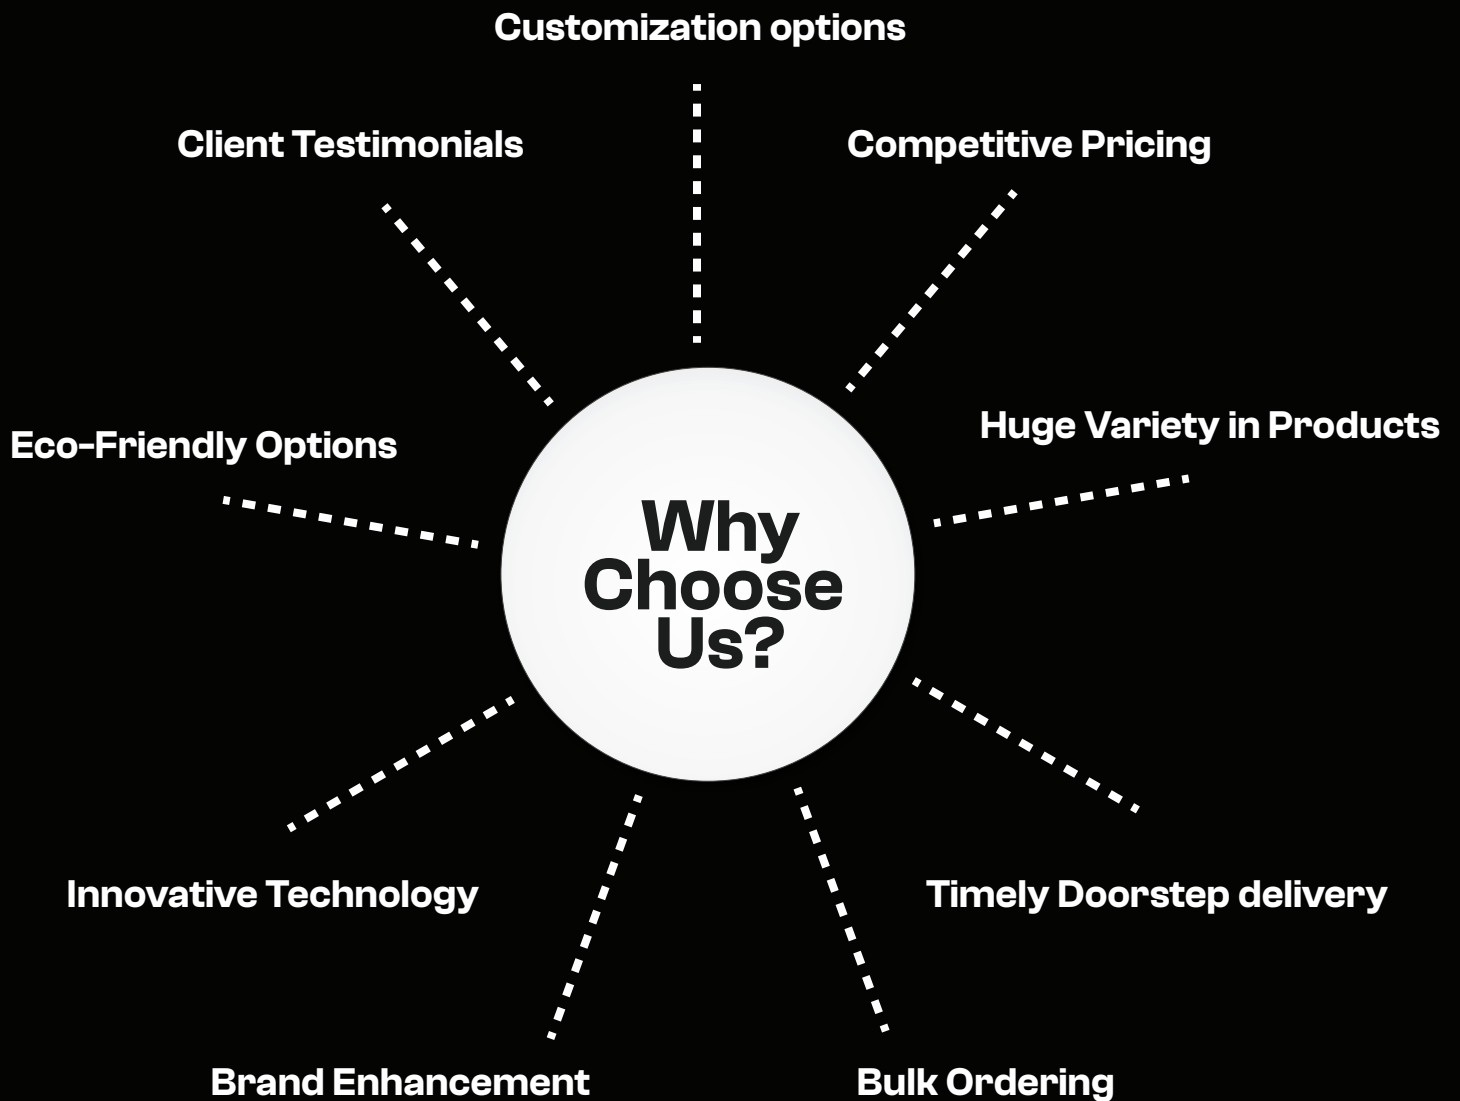 Customization options
Client Testimonials
Competitive Pricing
Eco-Friendly Options
Huge Variety in Products
Why
Choose
Us?
Innovative Technology
Timely Doorstep delivery
Brand Enhancement
Bulk Ordering